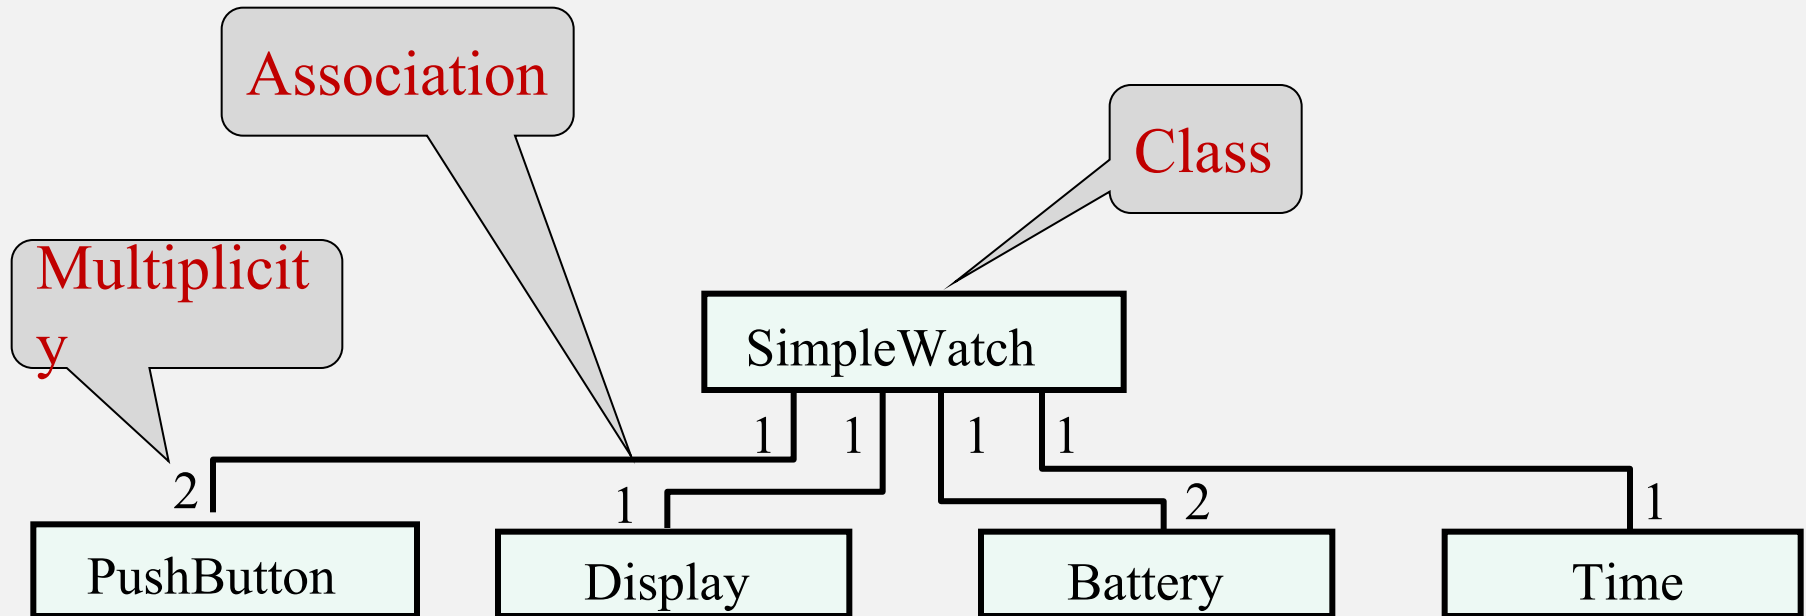 Association
Class
Multiplicit
y
SimpleWatch
1 1 1 1
2 1 2 1
PushButton Display Battery Time